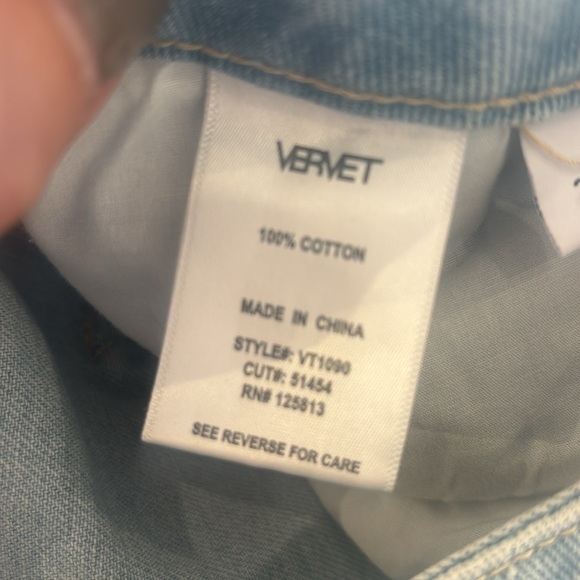 VERVET
100% COTTON
MADE IN CHINA
STYLE#: VT1090
CUT#: 51454
RN# 125813
SEE REVERSE FOR CARE